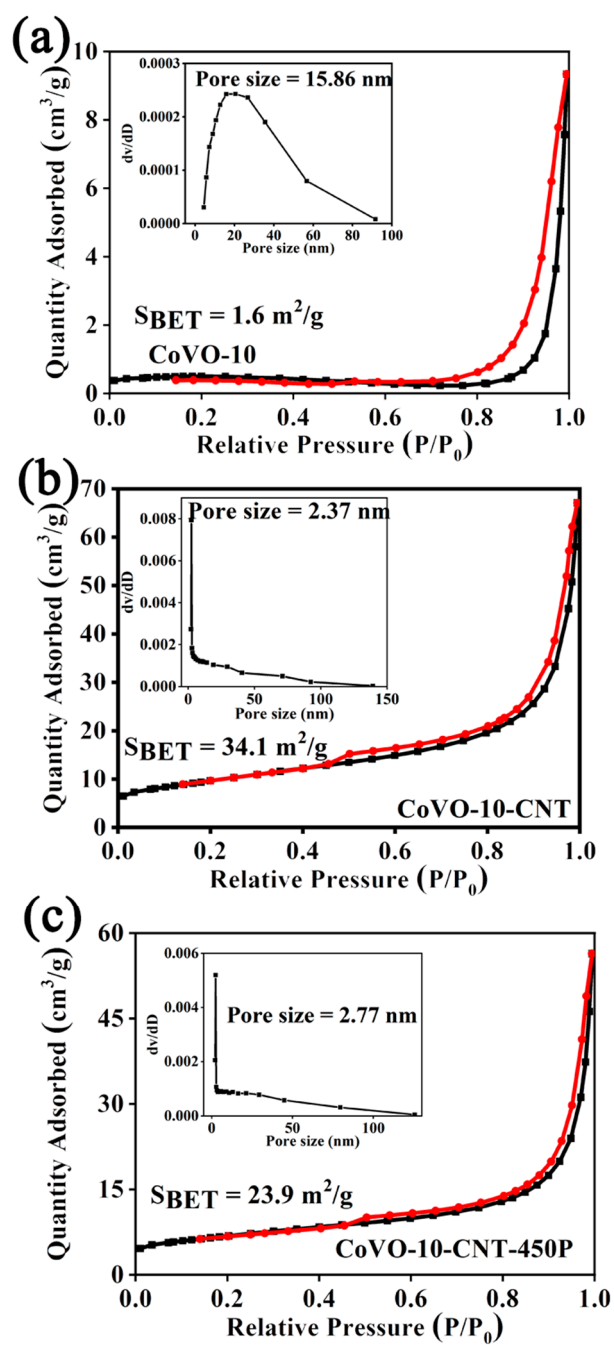 (a)
Quantity Adsorbed (cm³/g)
10
8
6
4
2
0
0.0 0.2 0.4 0.6 0.8 1.0
Relative Pressure (P/P₀)
Pore size = 15.86 nm
dv/dD
0.0003
0.0002
0.0001
0.0000
0 20 40 60 80 100
Pore size (nm)
SBET = 1.6 m²/g
CoVO-10
(b)
Quantity Adsorbed (cm³/g)
70
60
50
40
30
20
10
0
0.0 0.2 0.4 0.6 0.8 1.0
Relative Pressure (P/P₀)
Pore size = 2.37 nm
dv/dD
0.008
0.006
0.004
0.002
0.000
0 50 100 150
Pore size (nm)
SBET = 34.1 m²/g
CoVO-10-CNT
(c)
Quantity Adsorbed (cm³/g)
60
45
30
15
0
0.0 0.2 0.4 0.6 0.8 1.0
Relative Pressure (P/P₀)
Pore size = 2.77 nm
dv/dD
0.006
0.004
0.002
0.000
0 50 100
Pore size (nm)
SBET = 23.9 m²/g
CoVO-10-CNT-450P